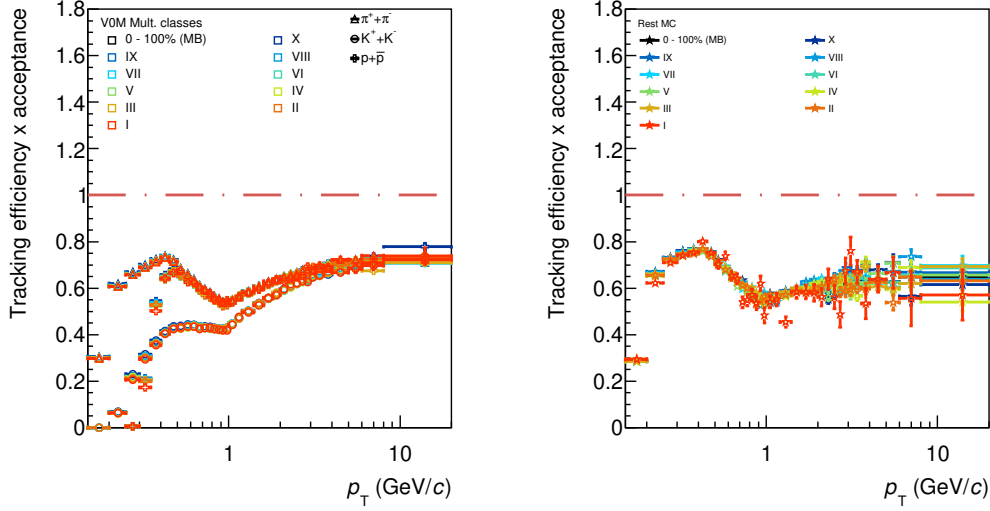 Tracking efficiency x acceptance
1.8
1.6
1.4
1.2
1
0.8
0.6
0.4
0.2
0
V0M Mult. classes
0 - 100% (MB)
X
IX
VIII
VII
VI
V
IV
III
II
I
π⁺+π⁻
K⁺+K⁻
p+p̅
1
10
p_T (GeV/c)
Tracking efficiency x acceptance
1.8
1.6
1.4
1.2
1
0.8
0.6
0.4
0.2
0
Rest MC
0 - 100% (MB)
X
IX
VIII
VII
VI
V
IV
III
II
I
1
10
p_T (GeV/c)